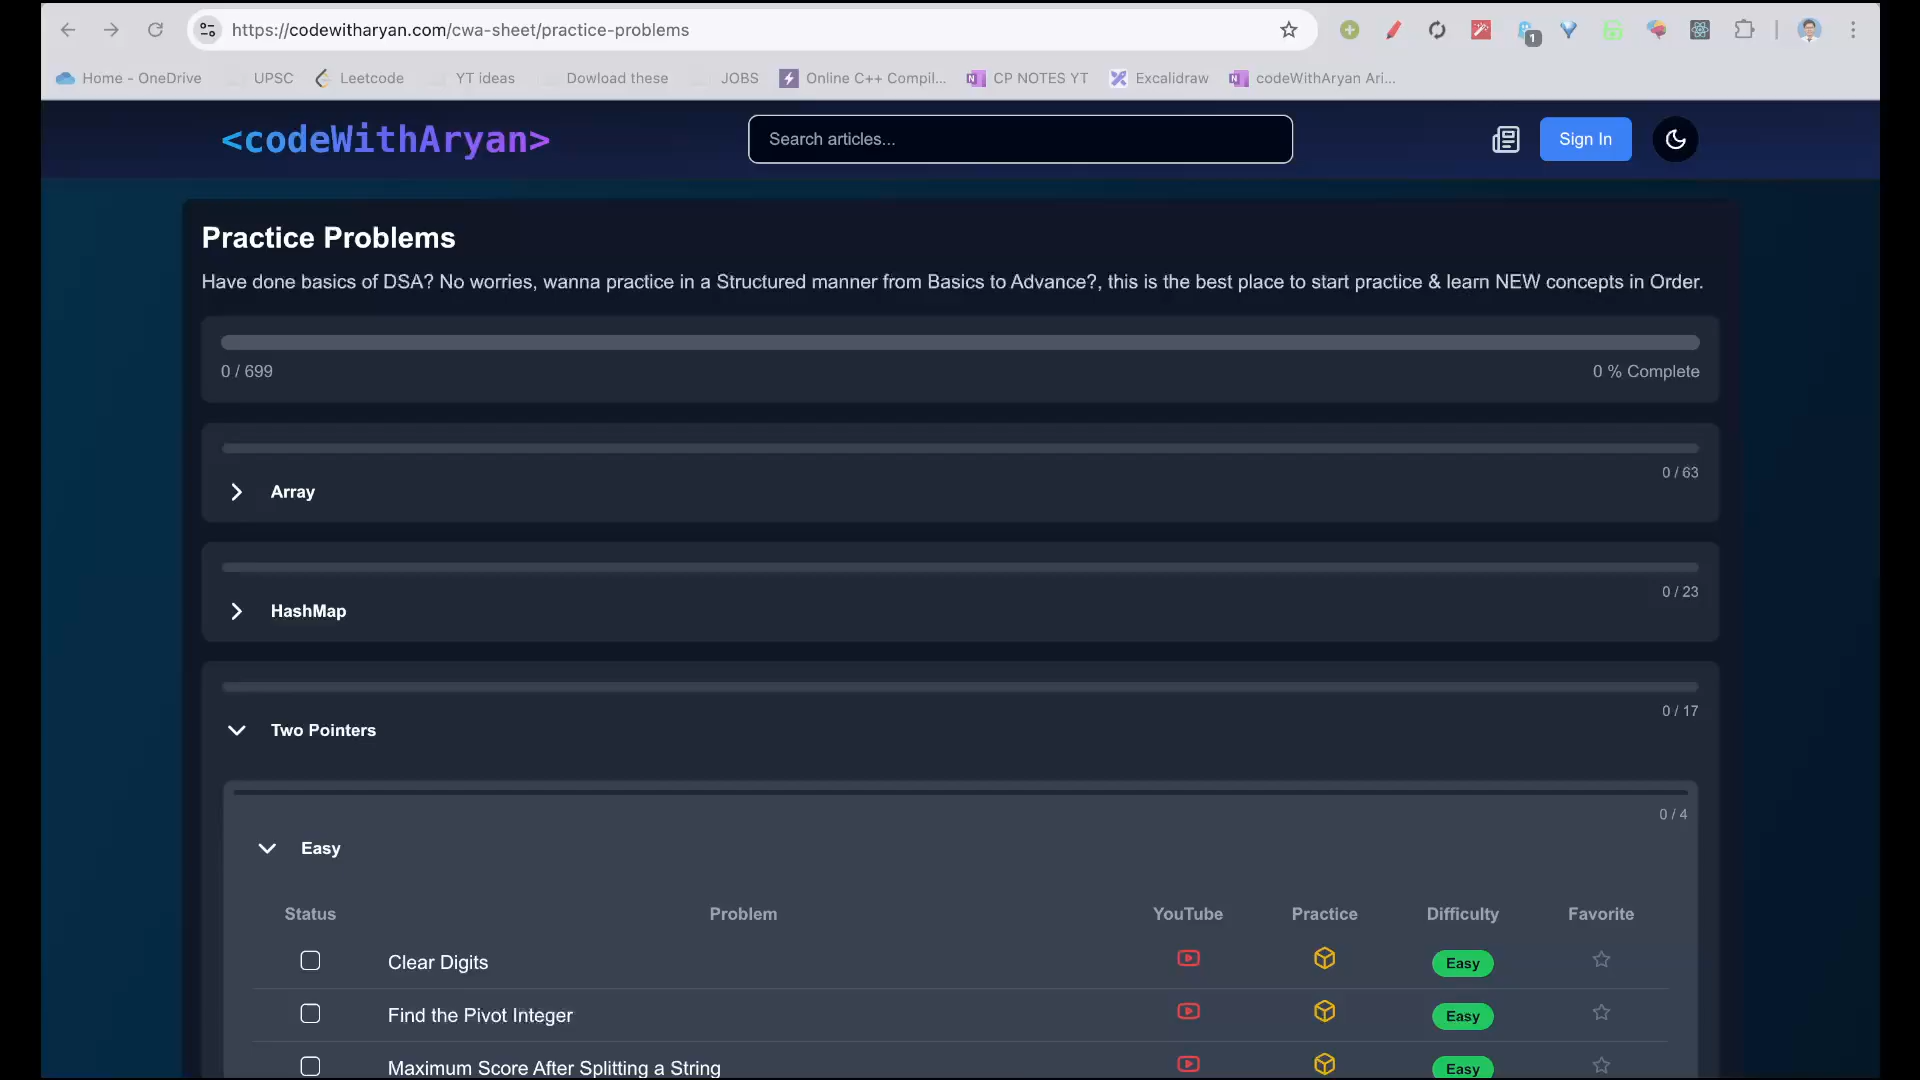 https://codewitharyan.com/cwa-sheet/practice-problems
1
Home - OneDrive UPSC Leetcode YT ideas Dowload these JOBS Online C++ Compil... CP NOTES YT Excalidraw codeWithAryan Ari...
<codeWithAryan>
Search articles...
Sign In
Practice Problems
Have done basics of DSA? No worries, wanna practice in a Structured manner from Basics to Advance?, this is the best place to start practice & learn NEW concepts in Order.
0 / 699 0 % Complete
0 / 63
Array
0 / 23
HashMap
0 / 17
Two Pointers
0 / 4
Easy
Status Problem YouTube Practice Difficulty Favorite
Clear Digits Easy
Find the Pivot Integer Easy
Maximum Score After Splitting a String Easy